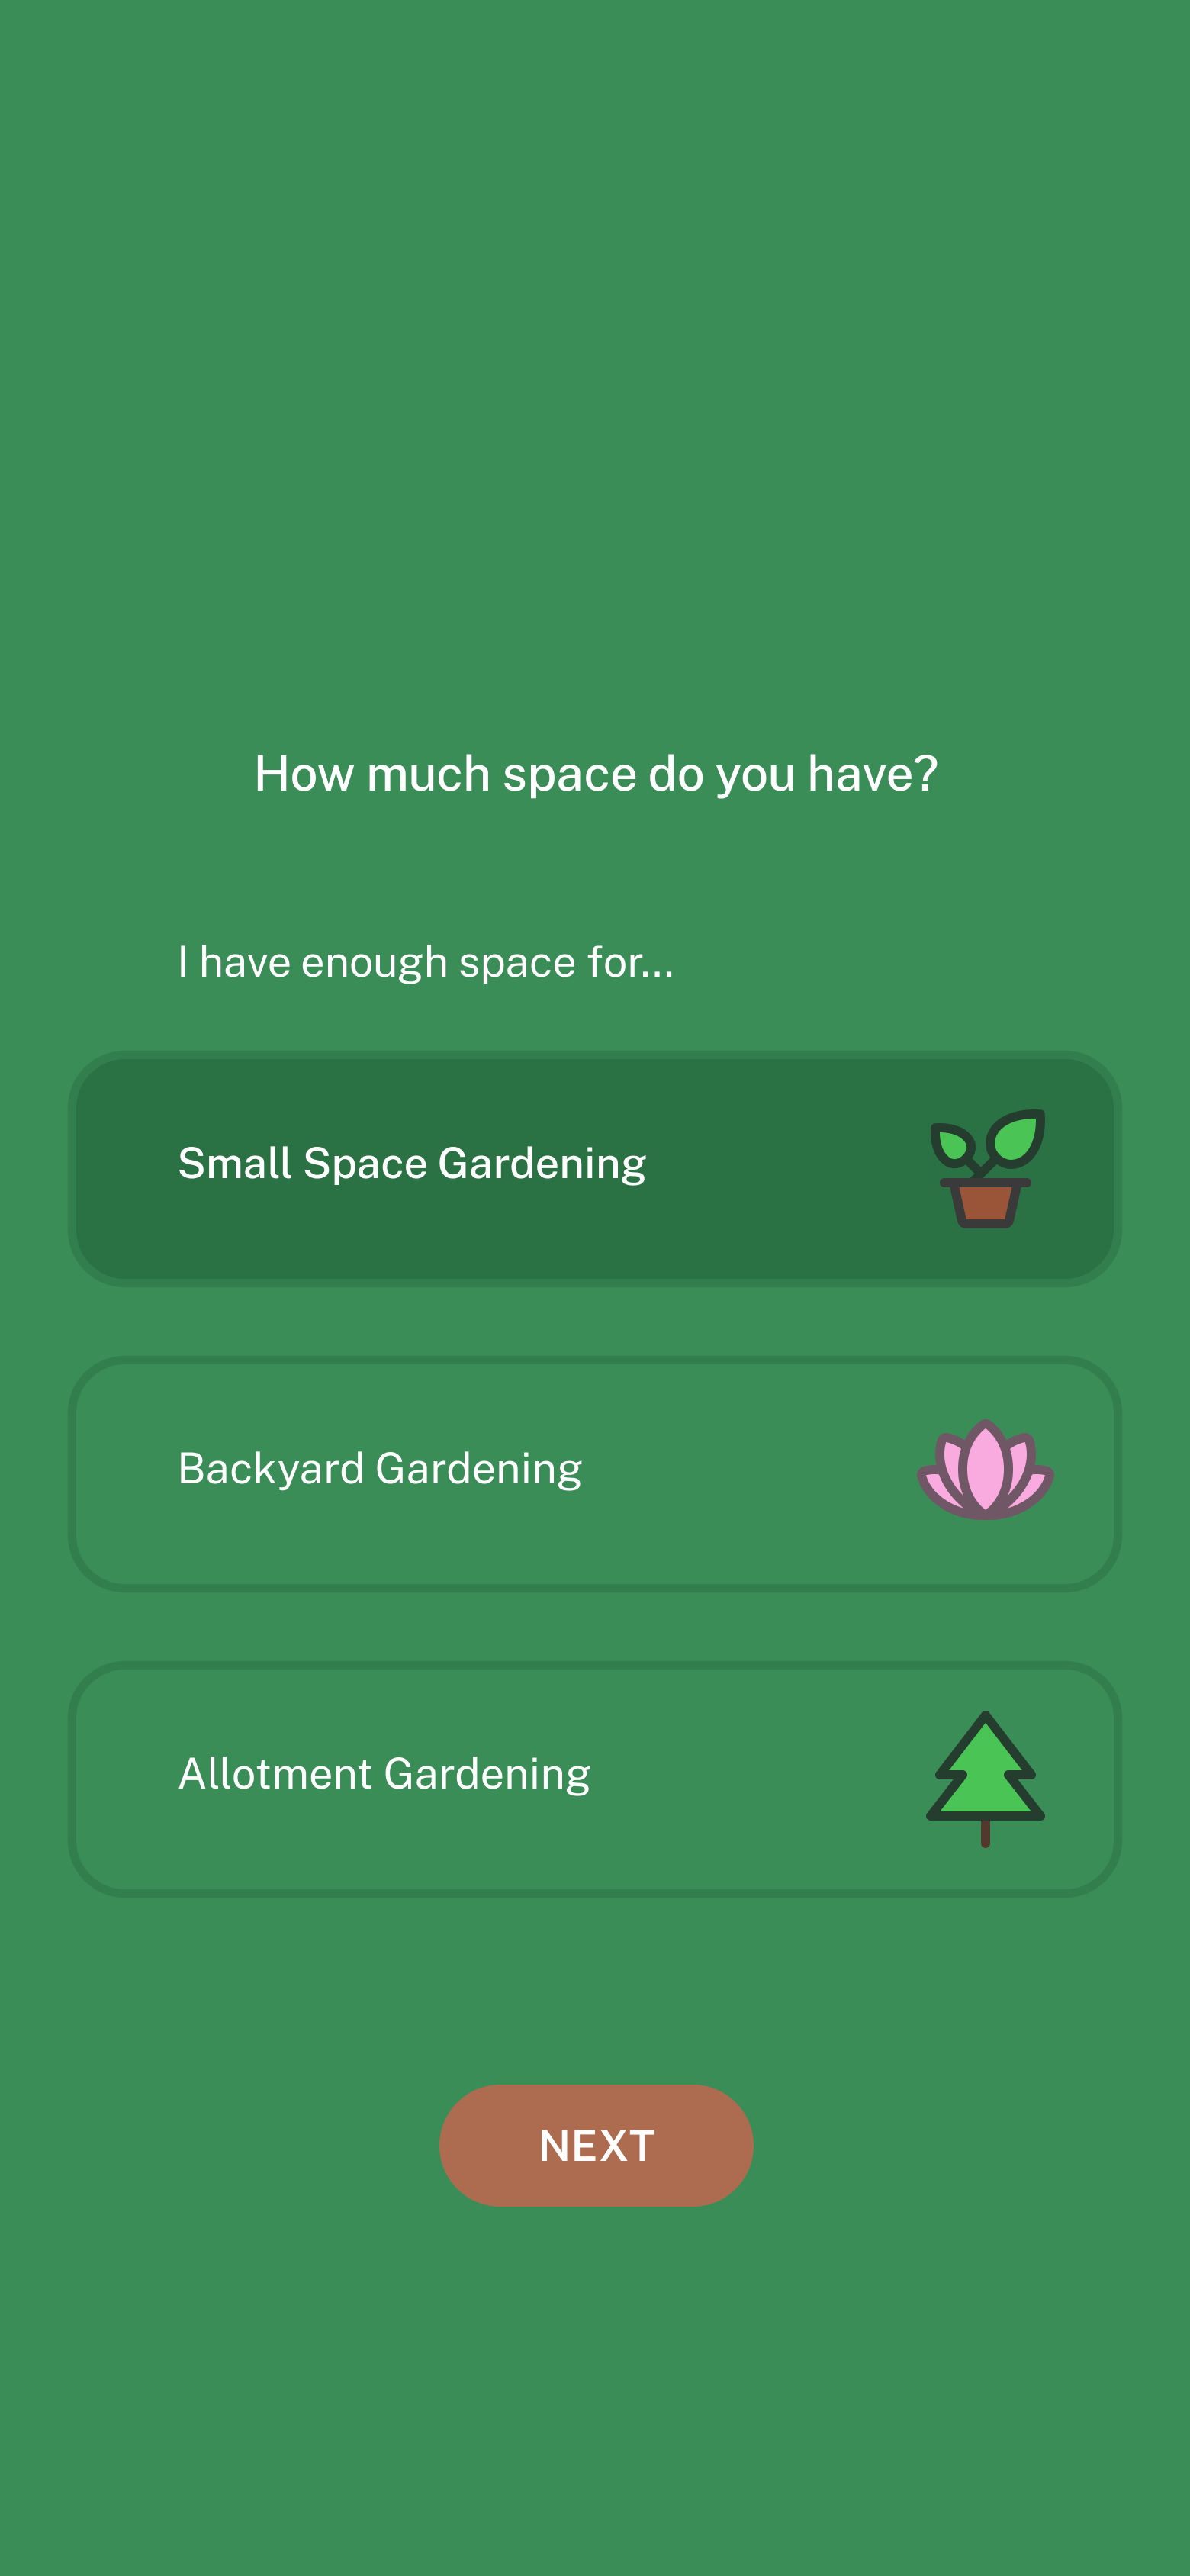 How much space do you have?
I have enough space for...
Small Space Gardening
Backyard Gardening
Allotment Gardening
NEXT